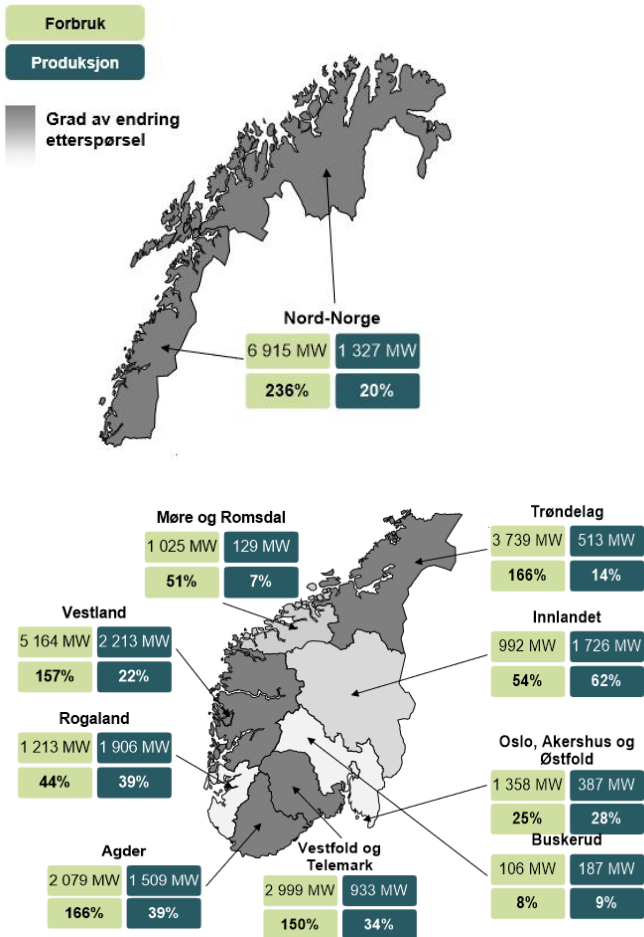 Forbruk
Produksjon
Grad av endring
etterspørsel
Nord-Norge
6 915 MW 1 327 MW
236% 20%
Møre og Romsdal
1 025 MW 129 MW
51% 7%
Trøndelag
3 739 MW 513 MW
166% 14%
Vestland
5 164 MW 2 213 MW
157% 22%
Innlandet
992 MW 1 726 MW
54% 62%
Rogaland
1 213 MW 1 906 MW
44% 39%
Oslo, Akershus og
Østfold
1 358 MW 387 MW
25% 28%
Agder
2 079 MW 1 509 MW
166% 39%
Vestfold og
Telemark
2 999 MW 933 MW
150% 34%
Buskerud
106 MW 187 MW
8% 9%